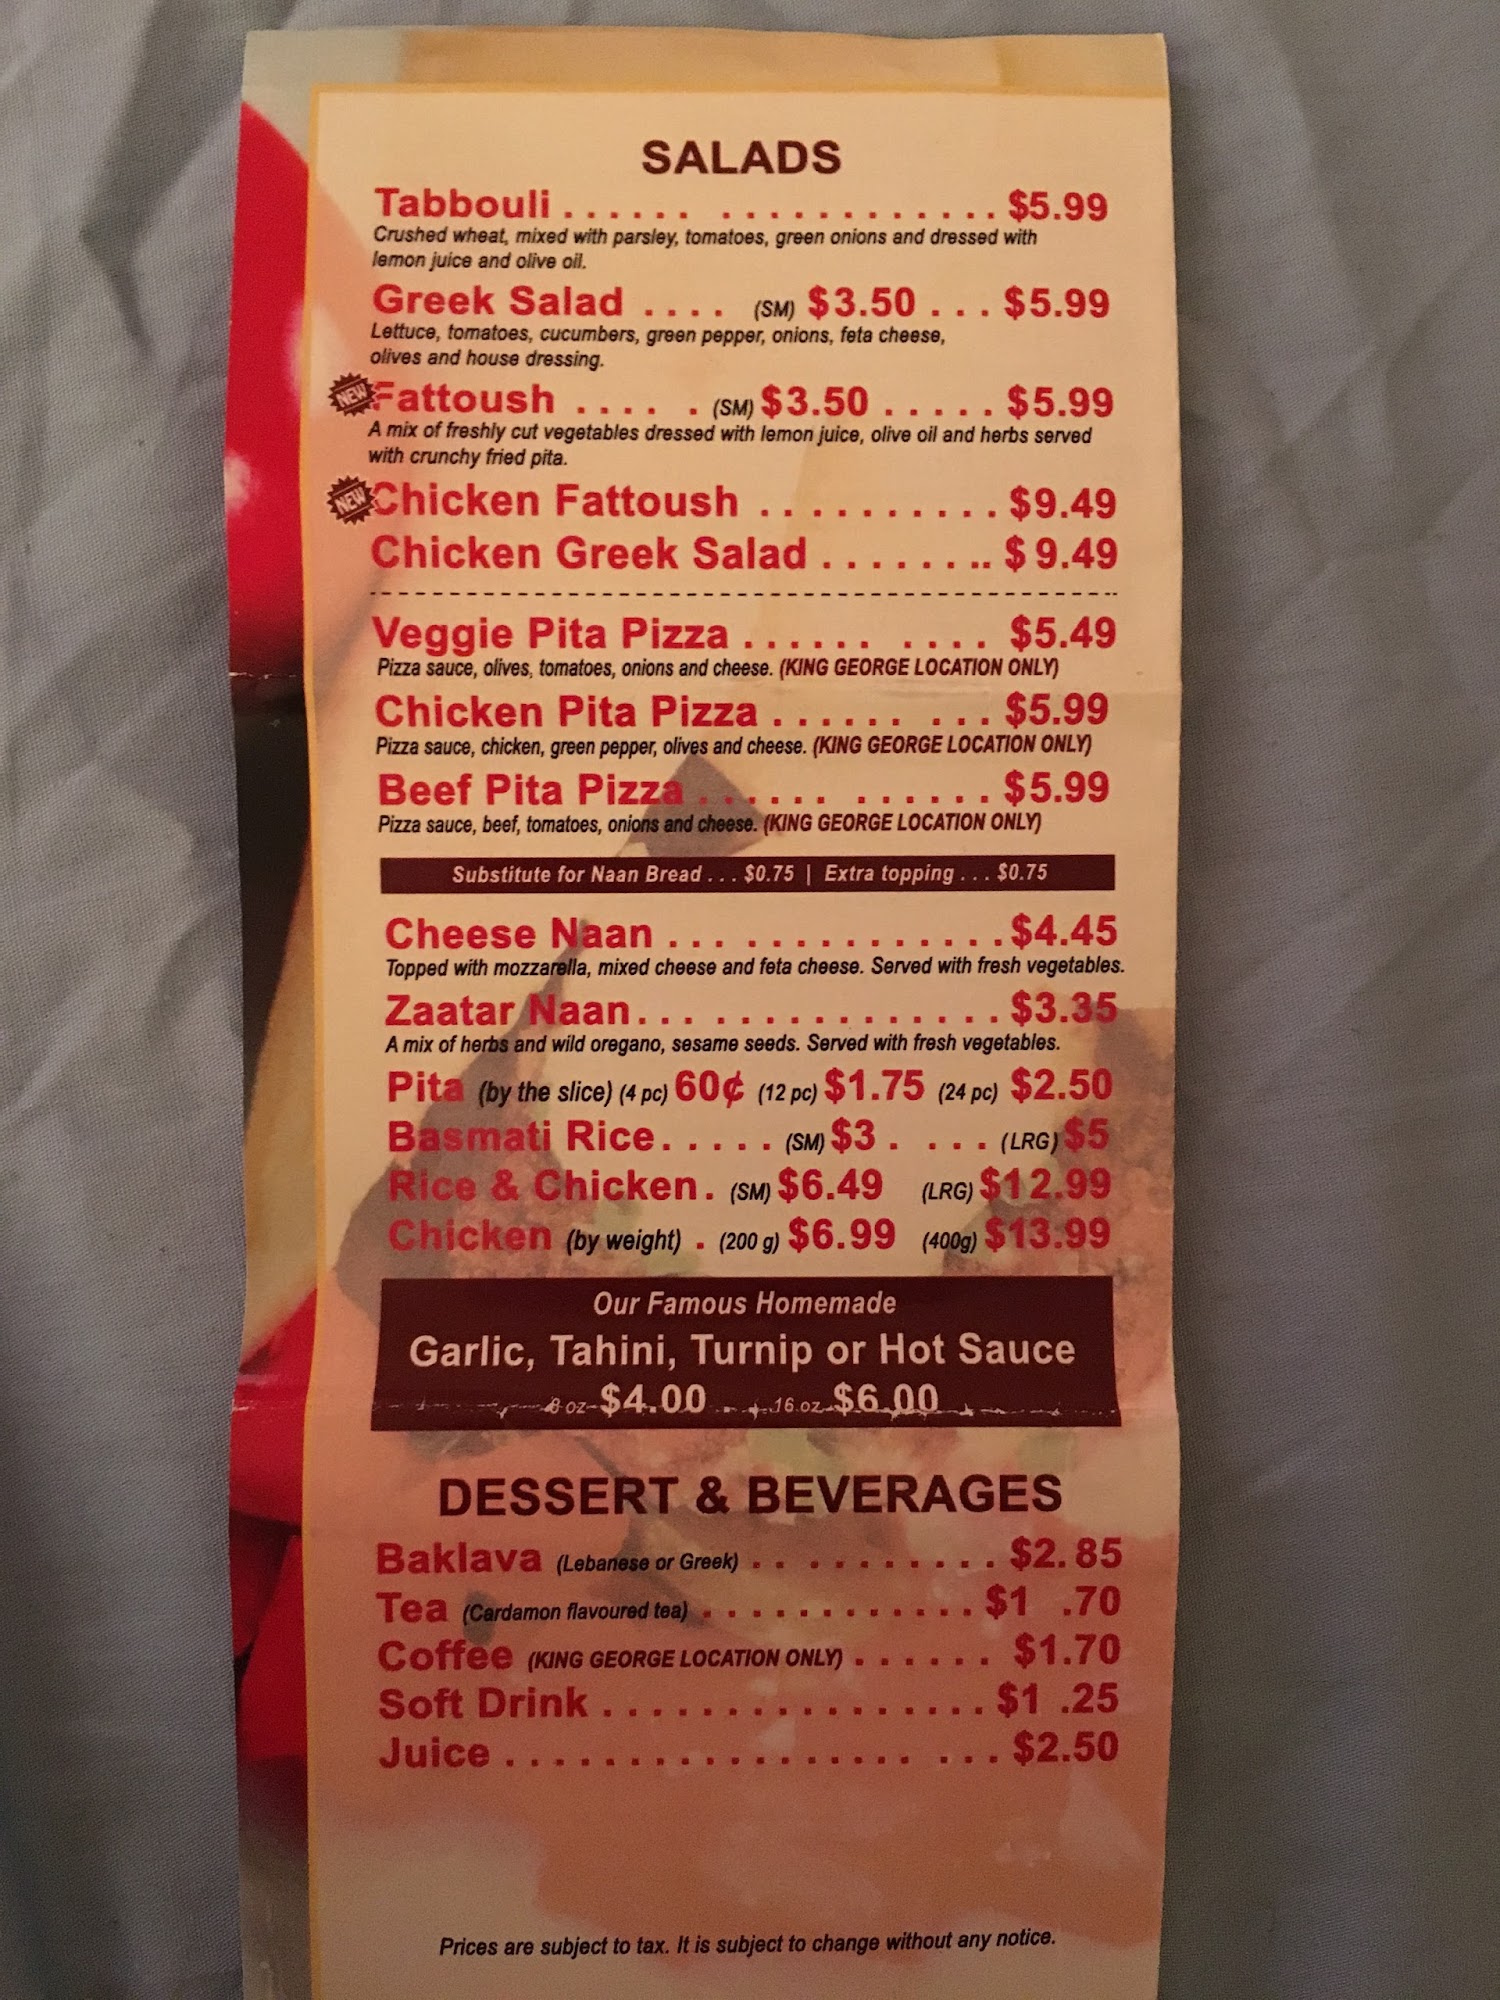 SALADS
Tabbouli . . . . . . . . . . . . . . . . . . $5.99
Crushed wheat, mixed with parsley, tomatoes, green onions and dressed with
lemon juice and olive oil.
Greek Salad . . . . (SM) $3.50 . . . $5.99
Lettuce, tomatoes, cucumbers, green pepper, onions, feta cheese,
olives and house dressing.
NEW Fattoush . . . . . (SM) $3.50 . . . . . $5.99
A mix of freshly cut vegetables dressed with lemon juice, olive oil and herbs served
with crunchy fried pita.
NEW Chicken Fattoush . . . . . . . . . . $9.49
Chicken Greek Salad . . . . . . . .. $ 9.49
Veggie Pita Pizza . . . . . . . . . . $5.49
Pizza sauce, olives, tomatoes, onions and cheese. (KING GEORGE LOCATION ONLY)
Chicken Pita Pizza . . . . . . . . . $5.99
Pizza sauce, chicken, green pepper, olives and cheese. (KING GEORGE LOCATION ONLY)
Beef Pita Pizza . . . . . . . . . . . . $5.99
Pizza sauce, beef, tomatoes, onions and cheese. (KING GEORGE LOCATION ONLY)
Substitute for Naan Bread . . . $0.75 | Extra topping . . . $0.75
Cheese Naan . . . . . . . . . . . . . . $4.45
Topped with mozzarella, mixed cheese and feta cheese. Served with fresh vegetables.
Zaatar Naan. . . . . . . . . . . . . . . $3.35
A mix of herbs and wild oregano, sesame seeds. Served with fresh vegetables.
Pita (by the slice) (4 pc) 60¢ (12 pc) $1.75 (24 pc) $2.50
Basmati Rice. . . . . . (SM) $3 . . . . (LRG) $5
Rice & Chicken. (SM) $6.49 (LRG) $12.99
Chicken (by weight) . (200 g) $6.99 (400g) $13.99
Our Famous Homemade
Garlic, Tahini, Turnip or Hot Sauce
8 oz $4.00 . . 16 oz $6.00
DESSERT & BEVERAGES
Baklava (Lebanese or Greek) . . . . . . . . . . $2.85
Tea (Cardamon flavoured tea) . . . . . . . . . . . . $1 .70
Coffee (KING GEORGE LOCATION ONLY) . . . . . . $1.70
Soft Drink . . . . . . . . . . . . . . . . $1 .25
Juice . . . . . . . . . . . . . . . . . . . . $2.50
Prices are subject to tax. It is subject to change without any notice.